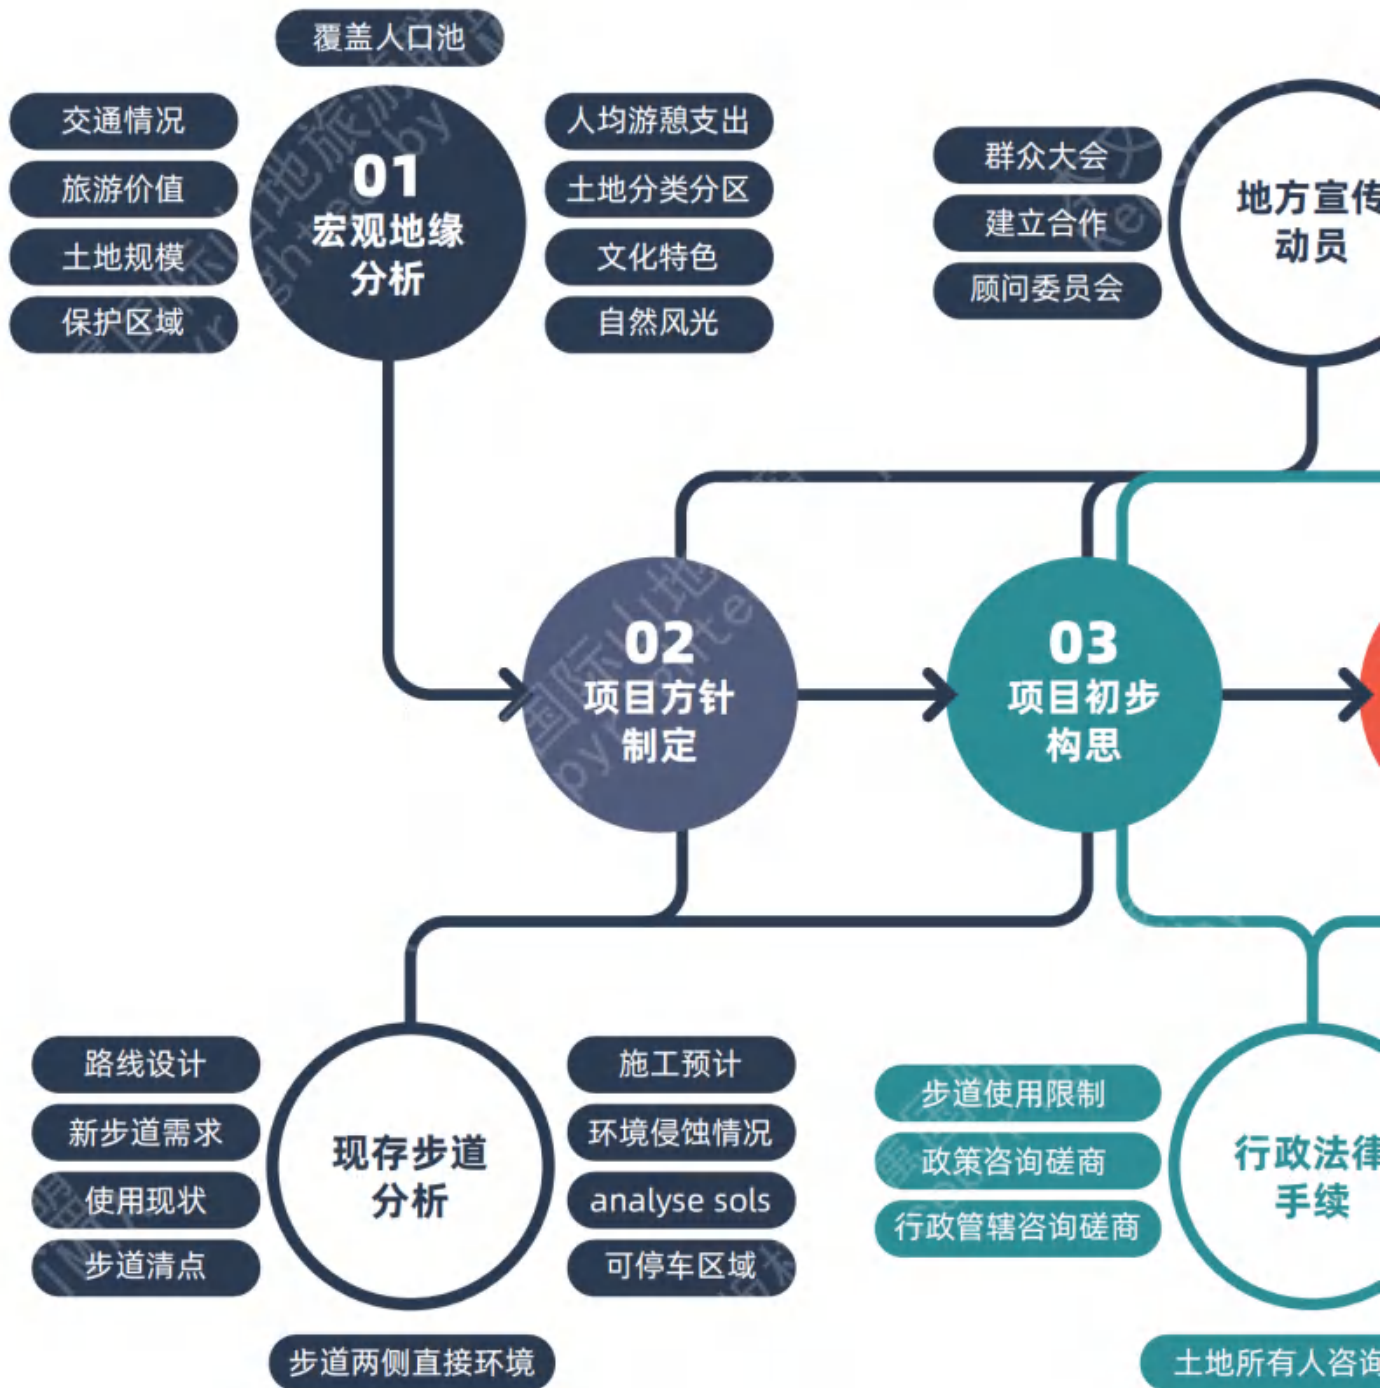 覆盖人口池
交通情况
旅游价值
土地规模
保护区域
01
宏观地缘
分析
人均游憩支出
土地分类分区
文化特色
自然风光
群众大会
建立合作
顾问委员会
地方宣传
动员
02
项目方针
制定
03
项目初步
构思
路线设计
新步道需求
使用现状
步道清点
现存步道
分析
施工预计
环境侵蚀情况
analyse sols
可停车区域
步道两侧直接环境
步道使用限制
政策咨询磋商
行政管辖咨询磋商
行政法律
手续
土地所有人咨询